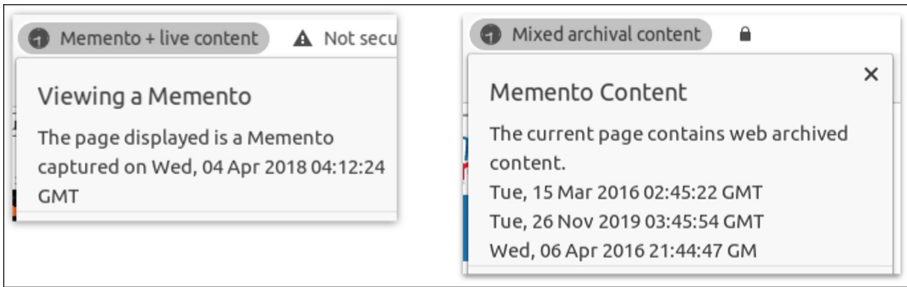 Memento + live content
Not secu
Viewing a Memento
The page displayed is a Memento
captured on Wed, 04 Apr 2018 04:12:24
GMT
Mixed archival content
Memento Content
The current page contains web archived
content.
Tue, 15 Mar 2016 02:45:22 GMT
Tue, 26 Nov 2019 03:45:54 GMT
Wed, 06 Apr 2016 21:44:47 GM